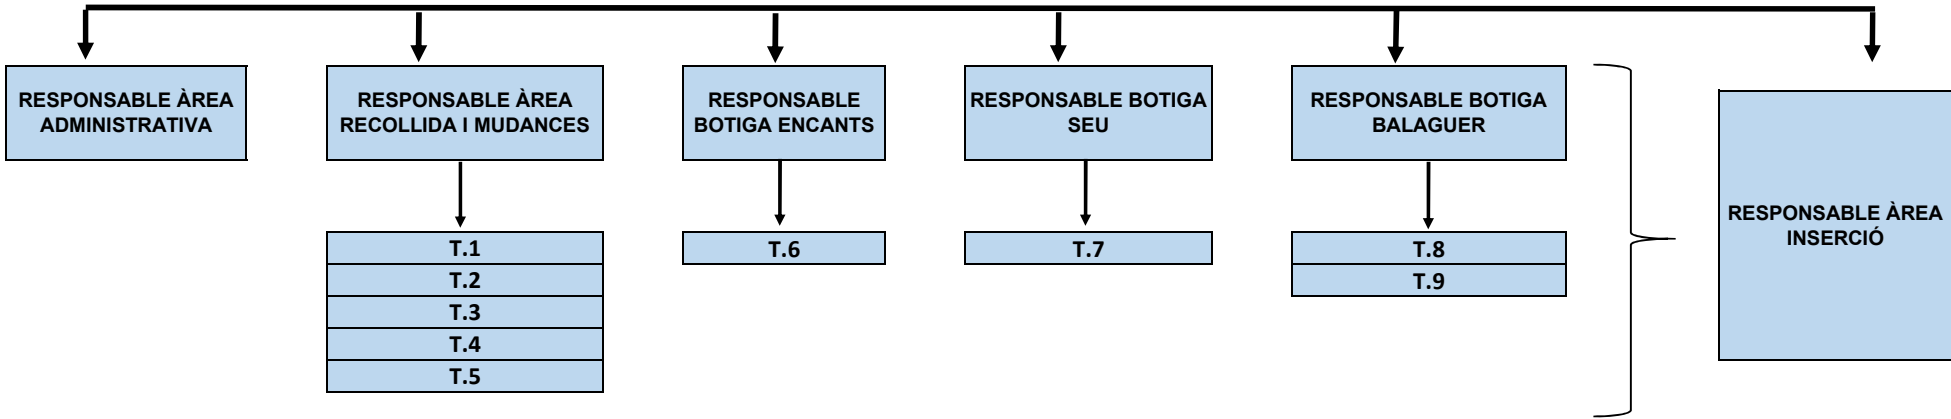 RESPONSABLE ÀREA
ADMINISTRATIVA
RESPONSABLE ÀREA
RECOLLIDA I MUDANCES
RESPONSABLE
BOTIGA ENCANTS
RESPONSABLE BOTIGA
SEU
RESPONSABLE BOTIGA
BALAGUER
RESPONSABLE ÀREA
INSERCIÓ
T.1
T.2
T.3
T.4
T.5
T.6
T.7
T.8
T.9